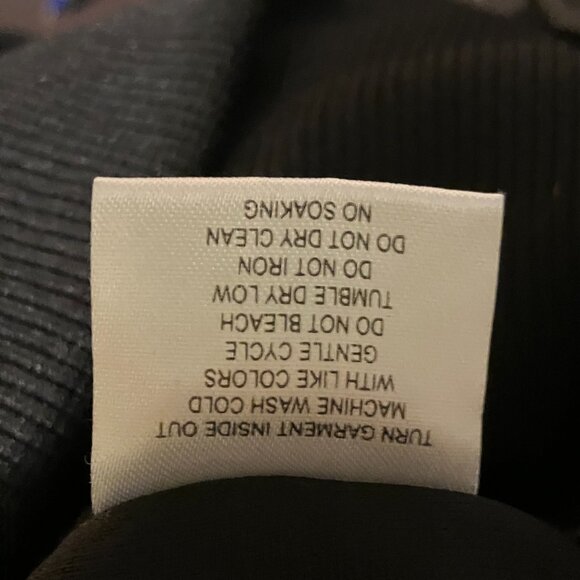 TURN GARMENT INSIDE OUT
MACHINE WASH COLD
WITH LIKE COLORS
GENTLE CYCLE
DO NOT BLEACH
TUMBLE DRY LOW
DO NOT IRON
DO NOT DRY CLEAN
NO SOAKING